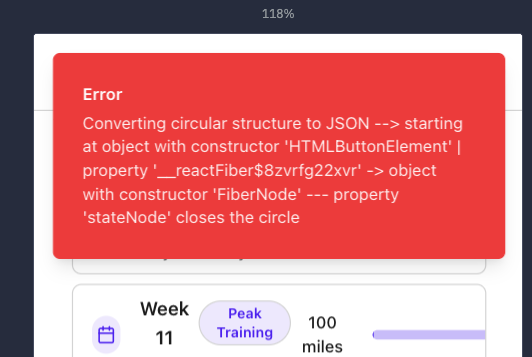 118%
Error
Converting circular structure to JSON --> starting
at object with constructor 'HTMLButtonElement' |
property '__reactFiber$8zvrfg22xvr' -> object
with constructor 'FiberNode' --- property
'stateNode' closes the circle
Week
11
Peak
Training
100
miles